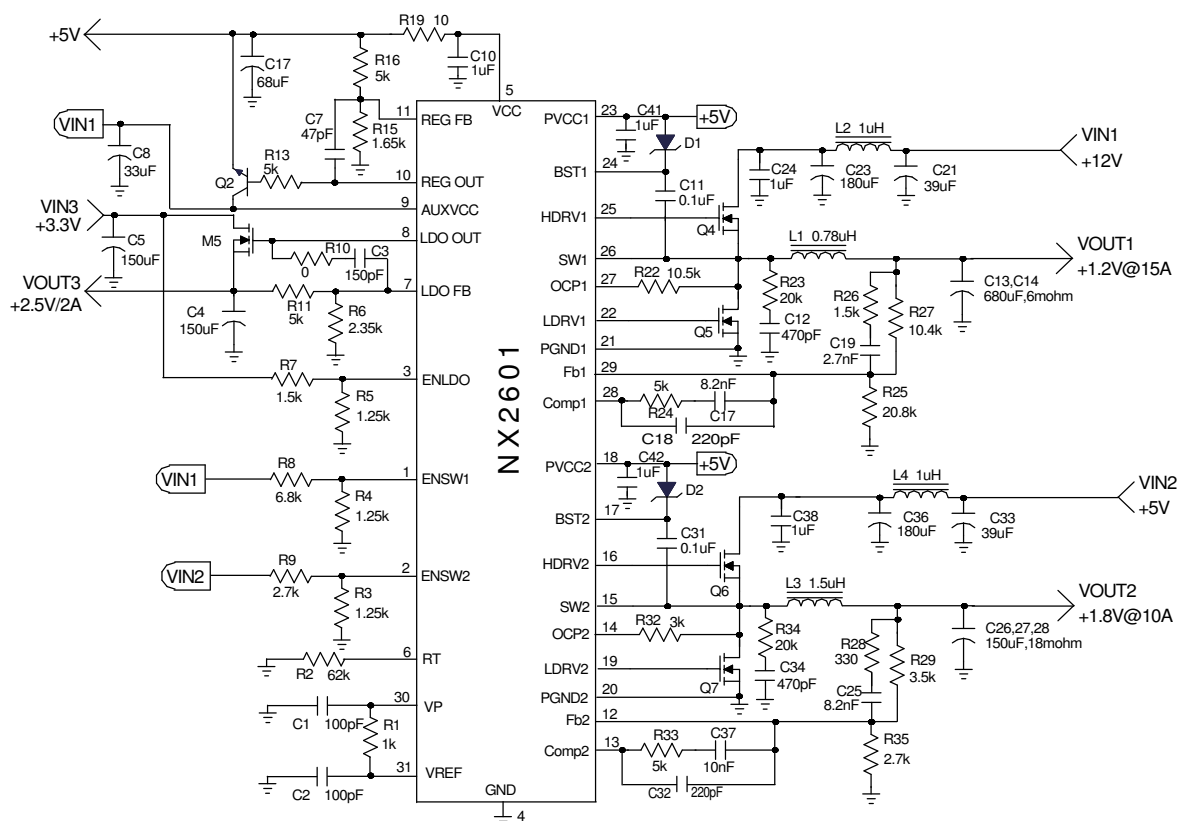 +5V
R19 10
C17
68uF
R16
5k
C10
1uF
5
VCC
VIN1
C8
33uF
C7
47pF
R15
1.65k
11
REG FB
R13
5k
Q2
10
REG OUT
9
AUXVCC
VIN3
+3.3V
C5
150uF
M5
8
LDO OUT
R10
0
C3
150pF
VOUT3
+2.5V/2A
7
LDO FB
C4
150uF
R11
5k
R6
2.35k
R7
1.5k
3
ENLDO
R5
1.25k
VIN1
R8
6.8k
1
ENSW1
R4
1.25k
VIN2
R9
2.7k
2
ENSW2
R3
1.25k
R2
62k
6
RT
C1
100pF
30
VP
R1
1k
C2
100pF
31
VREF
GND
4
NX2601
PVCC1
23
C41
1uF
+5V
D1
BST1
24
C11
0.1uF
HDRV1
25
Q4
C24
1uF
L2 1uH
C23
180uF
C21
39uF
VIN1
+12V
SW1
26
L1 0.78uH
VOUT1
+1.2V@15A
OCP1
27
R22 10.5k
R23
20k
C12
470pF
R26
1.5k
C19
2.7nF
R27
10.4k
C13,C14
680uF,6mohm
LDRV1
22
Q5
PGND1
21
Fb1
29
R25
20.8k
Comp1
28
5k
R24
8.2nF
C17
C18
220pF
PVCC2
18
C42
1uF
+5V
D2
BST2
17
C31
0.1uF
HDRV2
16
Q6
C38
1uF
L4 1uH
C36
180uF
C33
39uF
VIN2
+5V
SW2
15
L3 1.5uH
VOUT2
+1.8V@10A
OCP2
14
R32 3k
R34
20k
C34
470pF
R28
330
C25
8.2nF
R29
3.5k
C26,27,28
150uF,18mohm
LDRV2
19
Q7
PGND2
20
Fb2
12
R35
2.7k
Comp2
13
R33
5k
C37
10nF
C32
220pF